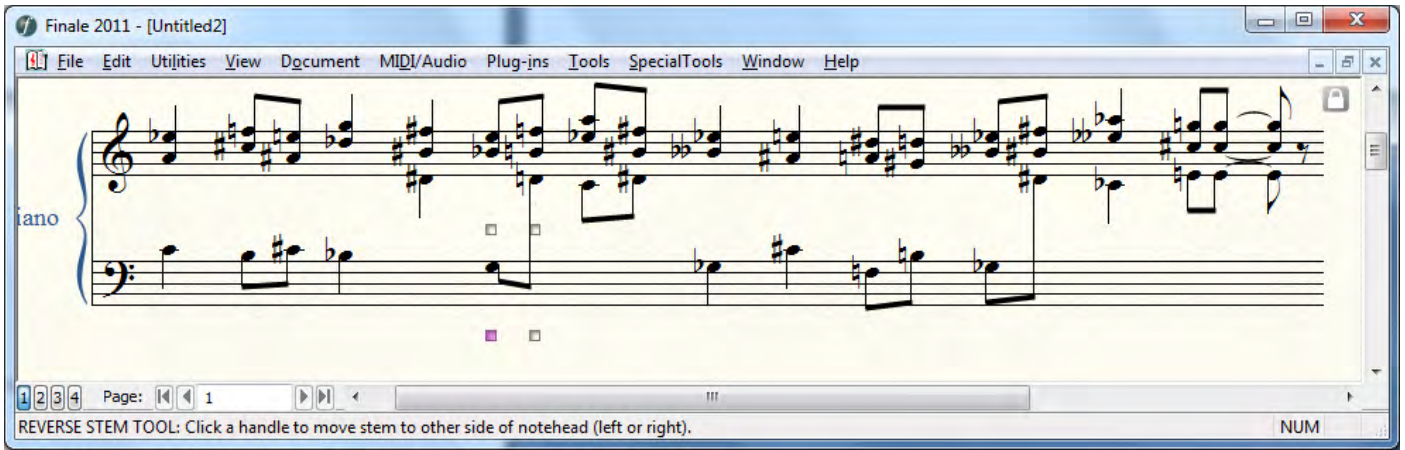 Finale 2011 - [Untitled2]
File Edit Utilities View Document MIDI/Audio Plug-ins Tools SpecialTools Window Help
iano
1 2 3 4 Page: 1
REVERSE STEM TOOL: Click a handle to move stem to other side of notehead (left or right). NUM